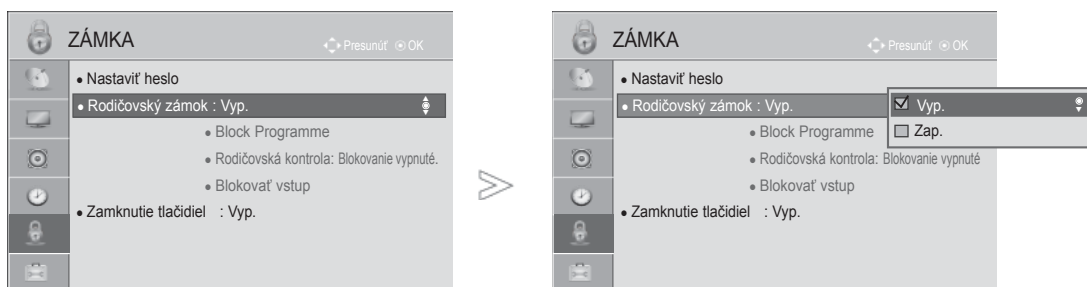 ZÁMKA
Presunúť OK
• Nastaviť heslo
• Rodičovský zámok : Vyp.
• Block Programme
• Rodičovská kontrola: Blokovanie vypnuté.
• Blokovať vstup
• Zamknutie tlačidiel : Vyp.
ZÁMKA
Presunúť OK
• Nastaviť heslo
• Rodičovský zámok : Vyp.
Vyp.
Zap.
• Block Programme
• Rodičovská kontrola: Blokovanie vypnuté
• Blokovať vstup
• Zamknutie tlačidiel : Vyp.